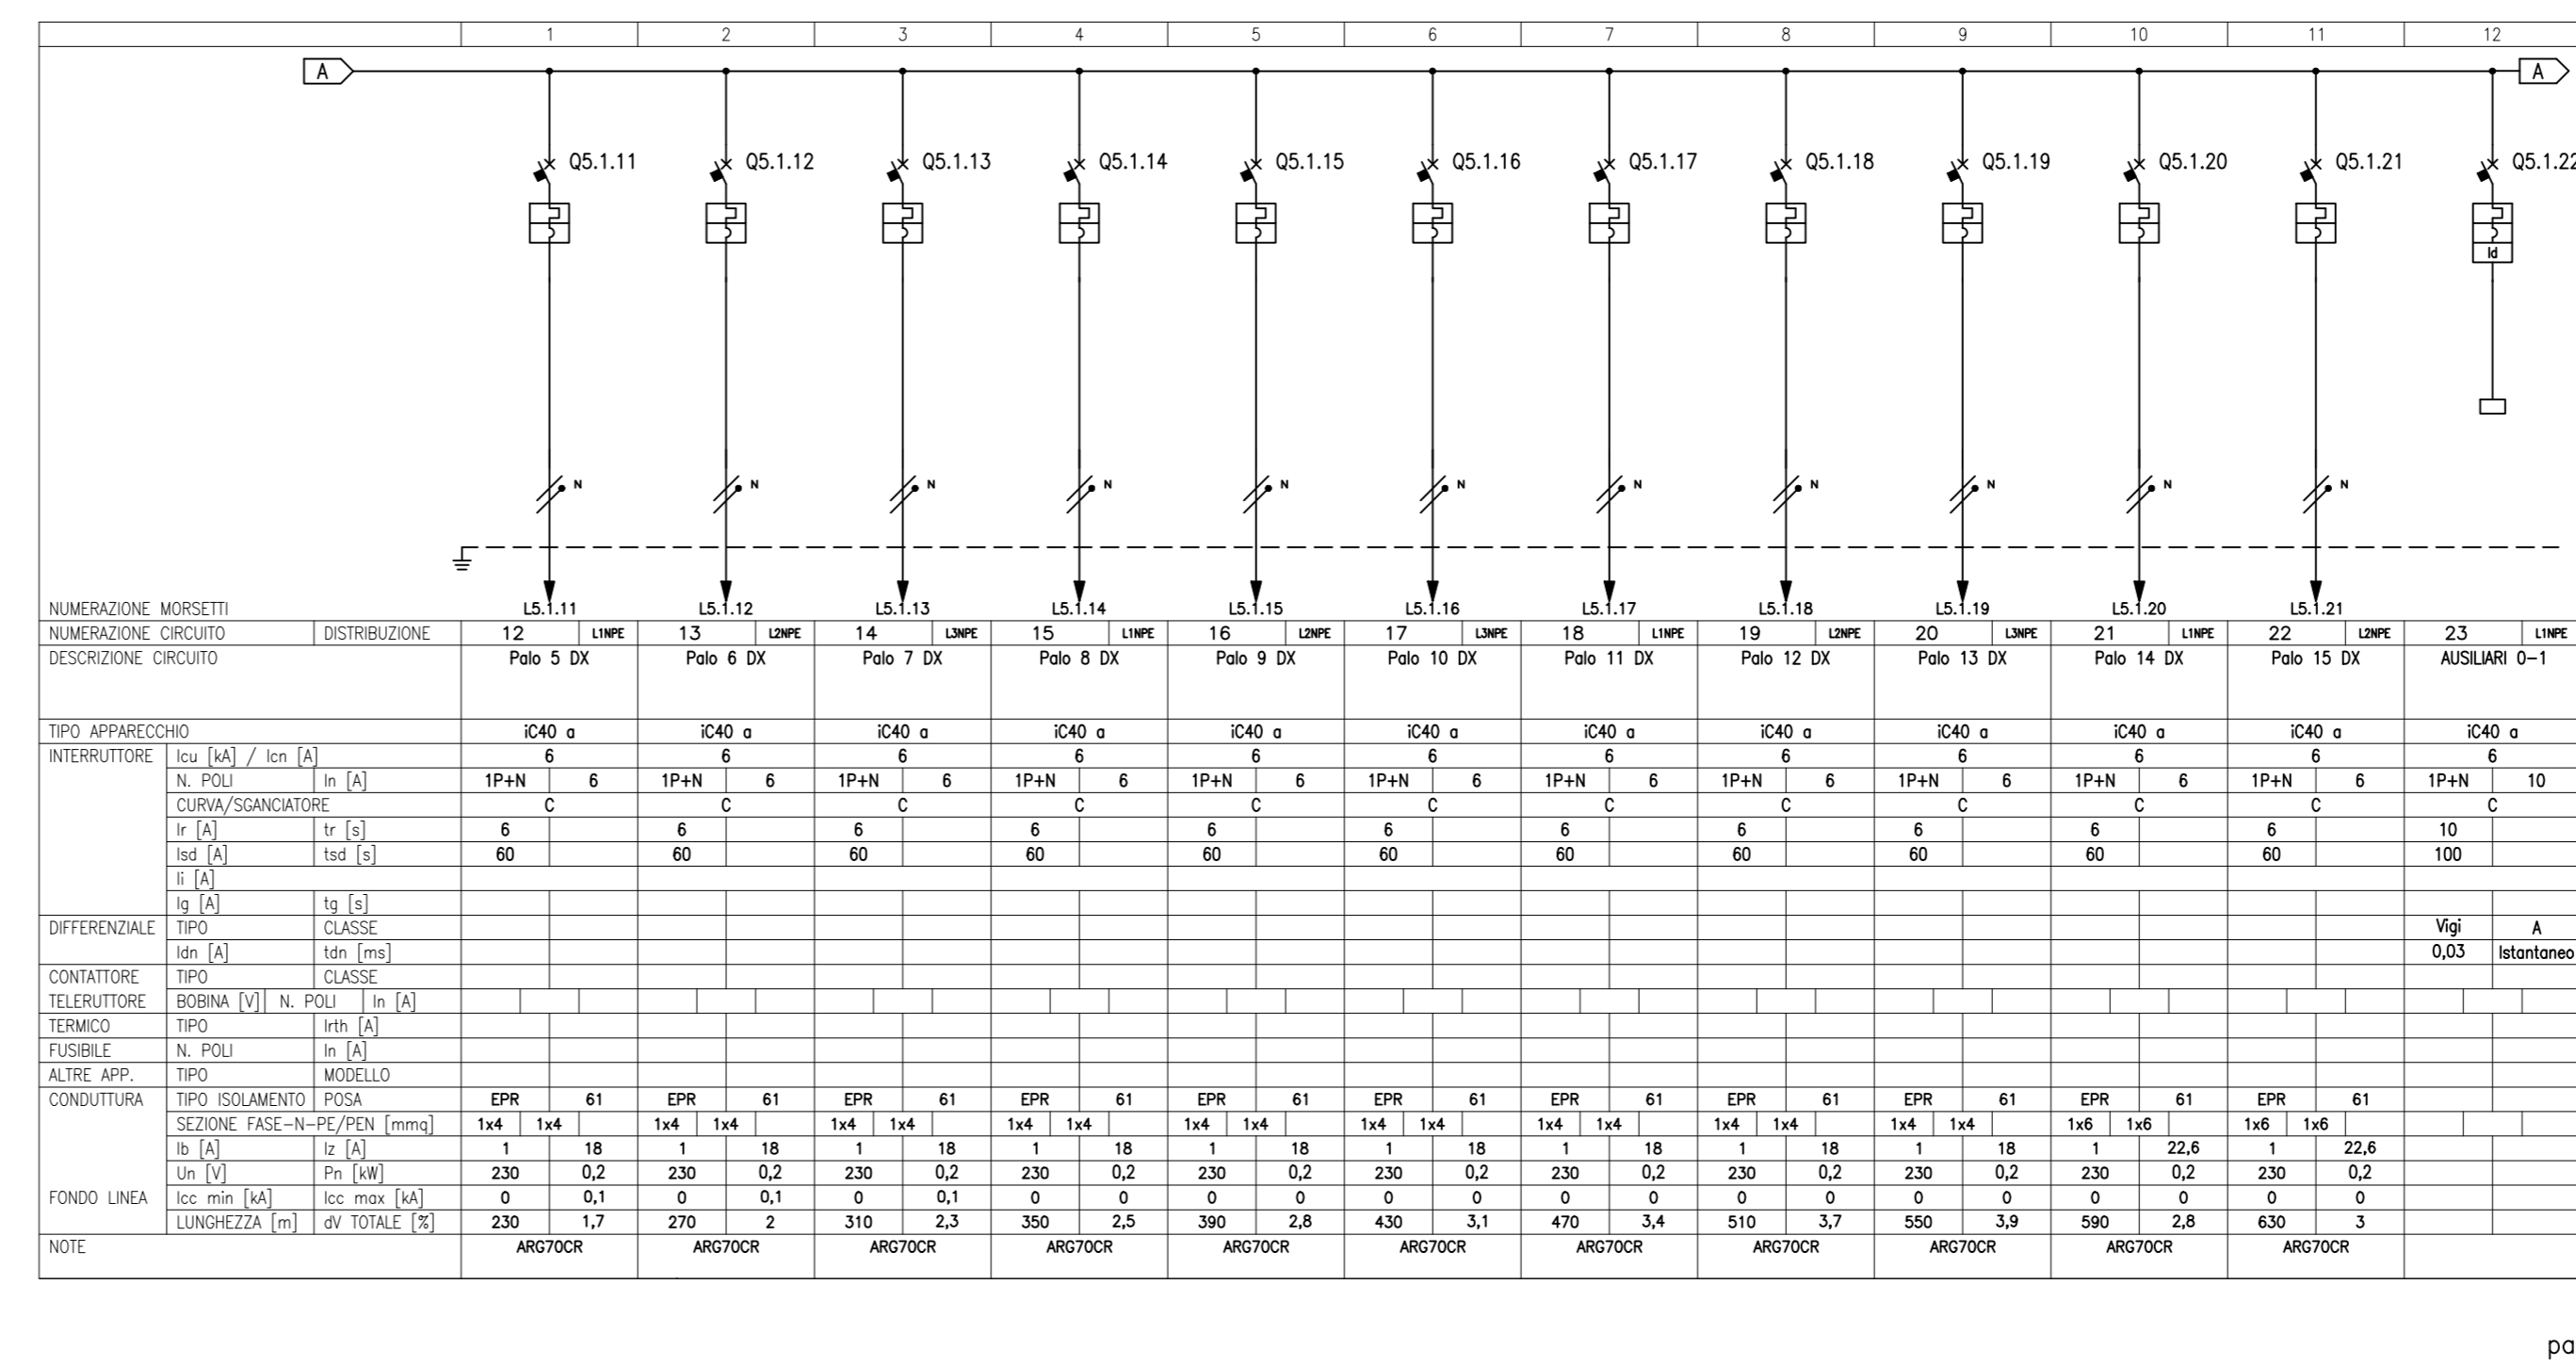 1 2 3 4 5 6 7 8 9 10 11 12
A A
Q5.1.11 Q5.1.12 Q5.1.13 Q5.1.14 Q5.1.15 Q5.1.16 Q5.1.17 Q5.1.18 Q5.1.19 Q5.1.20 Q5.1.21 Q5.1.22
Id
N N N N N N N N N N N
NUMERAZIONE MORSETTI L5.1.11 L5.1.12 L5.1.13 L5.1.14 L5.1.15 L5.1.16 L5.1.17 L5.1.18 L5.1.19 L5.1.20 L5.1.21
NUMERAZIONE CIRCUITO DISTRIBUZIONE 12 L1NPE 13 L2NPE 14 L3NPE 15 L1NPE 16 L2NPE 17 L3NPE 18 L1NPE 19 L2NPE 20 L3NPE 21 L1NPE 22 L2NPE 23 L1NPE
DESCRIZIONE CIRCUITO Palo 5 DX Palo 6 DX Palo 7 DX Palo 8 DX Palo 9 DX Palo 10 DX Palo 11 DX Palo 12 DX Palo 13 DX Palo 14 DX Palo 15 DX AUSILIARI 0-1
TIPO APPARECCHIO iC40 a iC40 a iC40 a iC40 a iC40 a iC40 a iC40 a iC40 a iC40 a iC40 a iC40 a iC40 a
INTERRUTTORE Icu [kA] / Icn [A] 6 6 6 6 6 6 6 6 6 6 6 6
N. POLI In [A] 1P+N 6 1P+N 6 1P+N 6 1P+N 6 1P+N 6 1P+N 6 1P+N 6 1P+N 6 1P+N 6 1P+N 6 1P+N 6 1P+N 10
CURVA/SGANCIATORE C C C C C C C C C C C C
Ir [A] tr [s] 6 6 6 6 6 6 6 6 6 6 6 10
Isd [A] tsd [s] 60 60 60 60 60 60 60 60 60 60 60 100
Ii [A]
Ig [A] tg [s]
DIFFERENZIALE TIPO CLASSE Vigi A
Idn [A] tdn [ms] 0,03 Istantaneo
CONTATTORE TIPO CLASSE
TELERUTTORE BOBINA [V] N. POLI In [A]
TERMICO TIPO Irth [A]
FUSIBILE N. POLI In [A]
ALTRE APP. TIPO MODELLO
CONDUTTURA TIPO ISOLAMENTO POSA EPR 61 EPR 61 EPR 61 EPR 61 EPR 61 EPR 61 EPR 61 EPR 61 EPR 61 EPR 61 EPR 61
SEZIONE FASE-N-PE/PEN [mmq] 1x4 1x4 1x4 1x4 1x4 1x4 1x4 1x4 1x4 1x4 1x4 1x4 1x4 1x4 1x4 1x4 1x4 1x4 1x6 1x6 1x6 1x6
Ib [A] Iz [A] 1 18 1 18 1 18 1 18 1 18 1 18 1 18 1 18 1 18 1 22,6 1 22,6
Un [V] Pn [kW] 230 0,2 230 0,2 230 0,2 230 0,2 230 0,2 230 0,2 230 0,2 230 0,2 230 0,2 230 0,2 230 0,2
FONDO LINEA Icc min [kA] Icc max [kA] 0 0,1 0 0,1 0 0,1 0 0 0 0 0 0 0 0 0 0 0 0 0 0 0 0
LUNGHEZZA [m] dV TOTALE [%] 230 1,7 270 2 310 2,3 350 2,5 390 2,8 430 3,1 470 3,4 510 3,7 550 3,9 590 2,8 630 3
NOTE ARG7OCR ARG7OCR ARG7OCR ARG7OCR ARG7OCR ARG7OCR ARG7OCR ARG7OCR ARG7OCR ARG7OCR ARG7OCR
pa